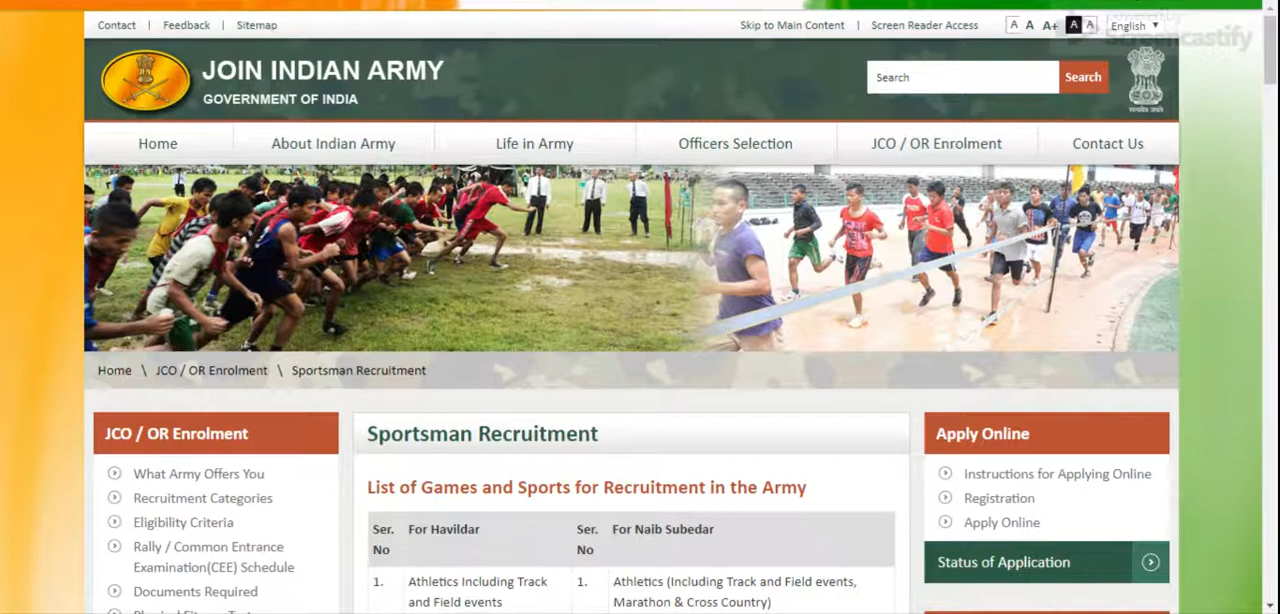 Contact | Feedback | Sitemap
Skip to Main Content | Screen Reader Access
A A A+ A A English
Screencastify
JOIN INDIAN ARMY
GOVERNMENT OF INDIA
Search Search
Home About Indian Army Life in Army Officers Selection JCO / OR Enrolment Contact Us
Home \ JCO / OR Enrolment \ Sportsman Recruitment
JCO / OR Enrolment
What Army Offers You
Recruitment Categories
Eligibility Criteria
Rally / Common Entrance
Examination(CEE) Schedule
Documents Required
Sportsman Recruitment
List of Games and Sports for Recruitment in the Army
Ser. For Havildar Ser. For Naib Subedar
No No
1. Athletics Including Track 1. Athletics (Including Track and Field events,
and Field events Marathon & Cross Country)
Apply Online
Instructions for Applying Online
Registration
Apply Online
Status of Application